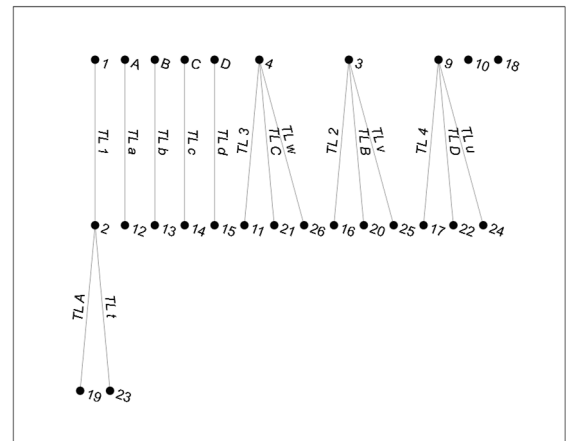 1 A B C D 4 3 9 10 18
TL 1 TL a TL b TL c TL d TL 3 TL C TL w TL 2 TL B TL v TL 4 TL D TL u
2 12 13 14 15 11 21 26 16 20 25 17 22 24
TL A TL t
19 23